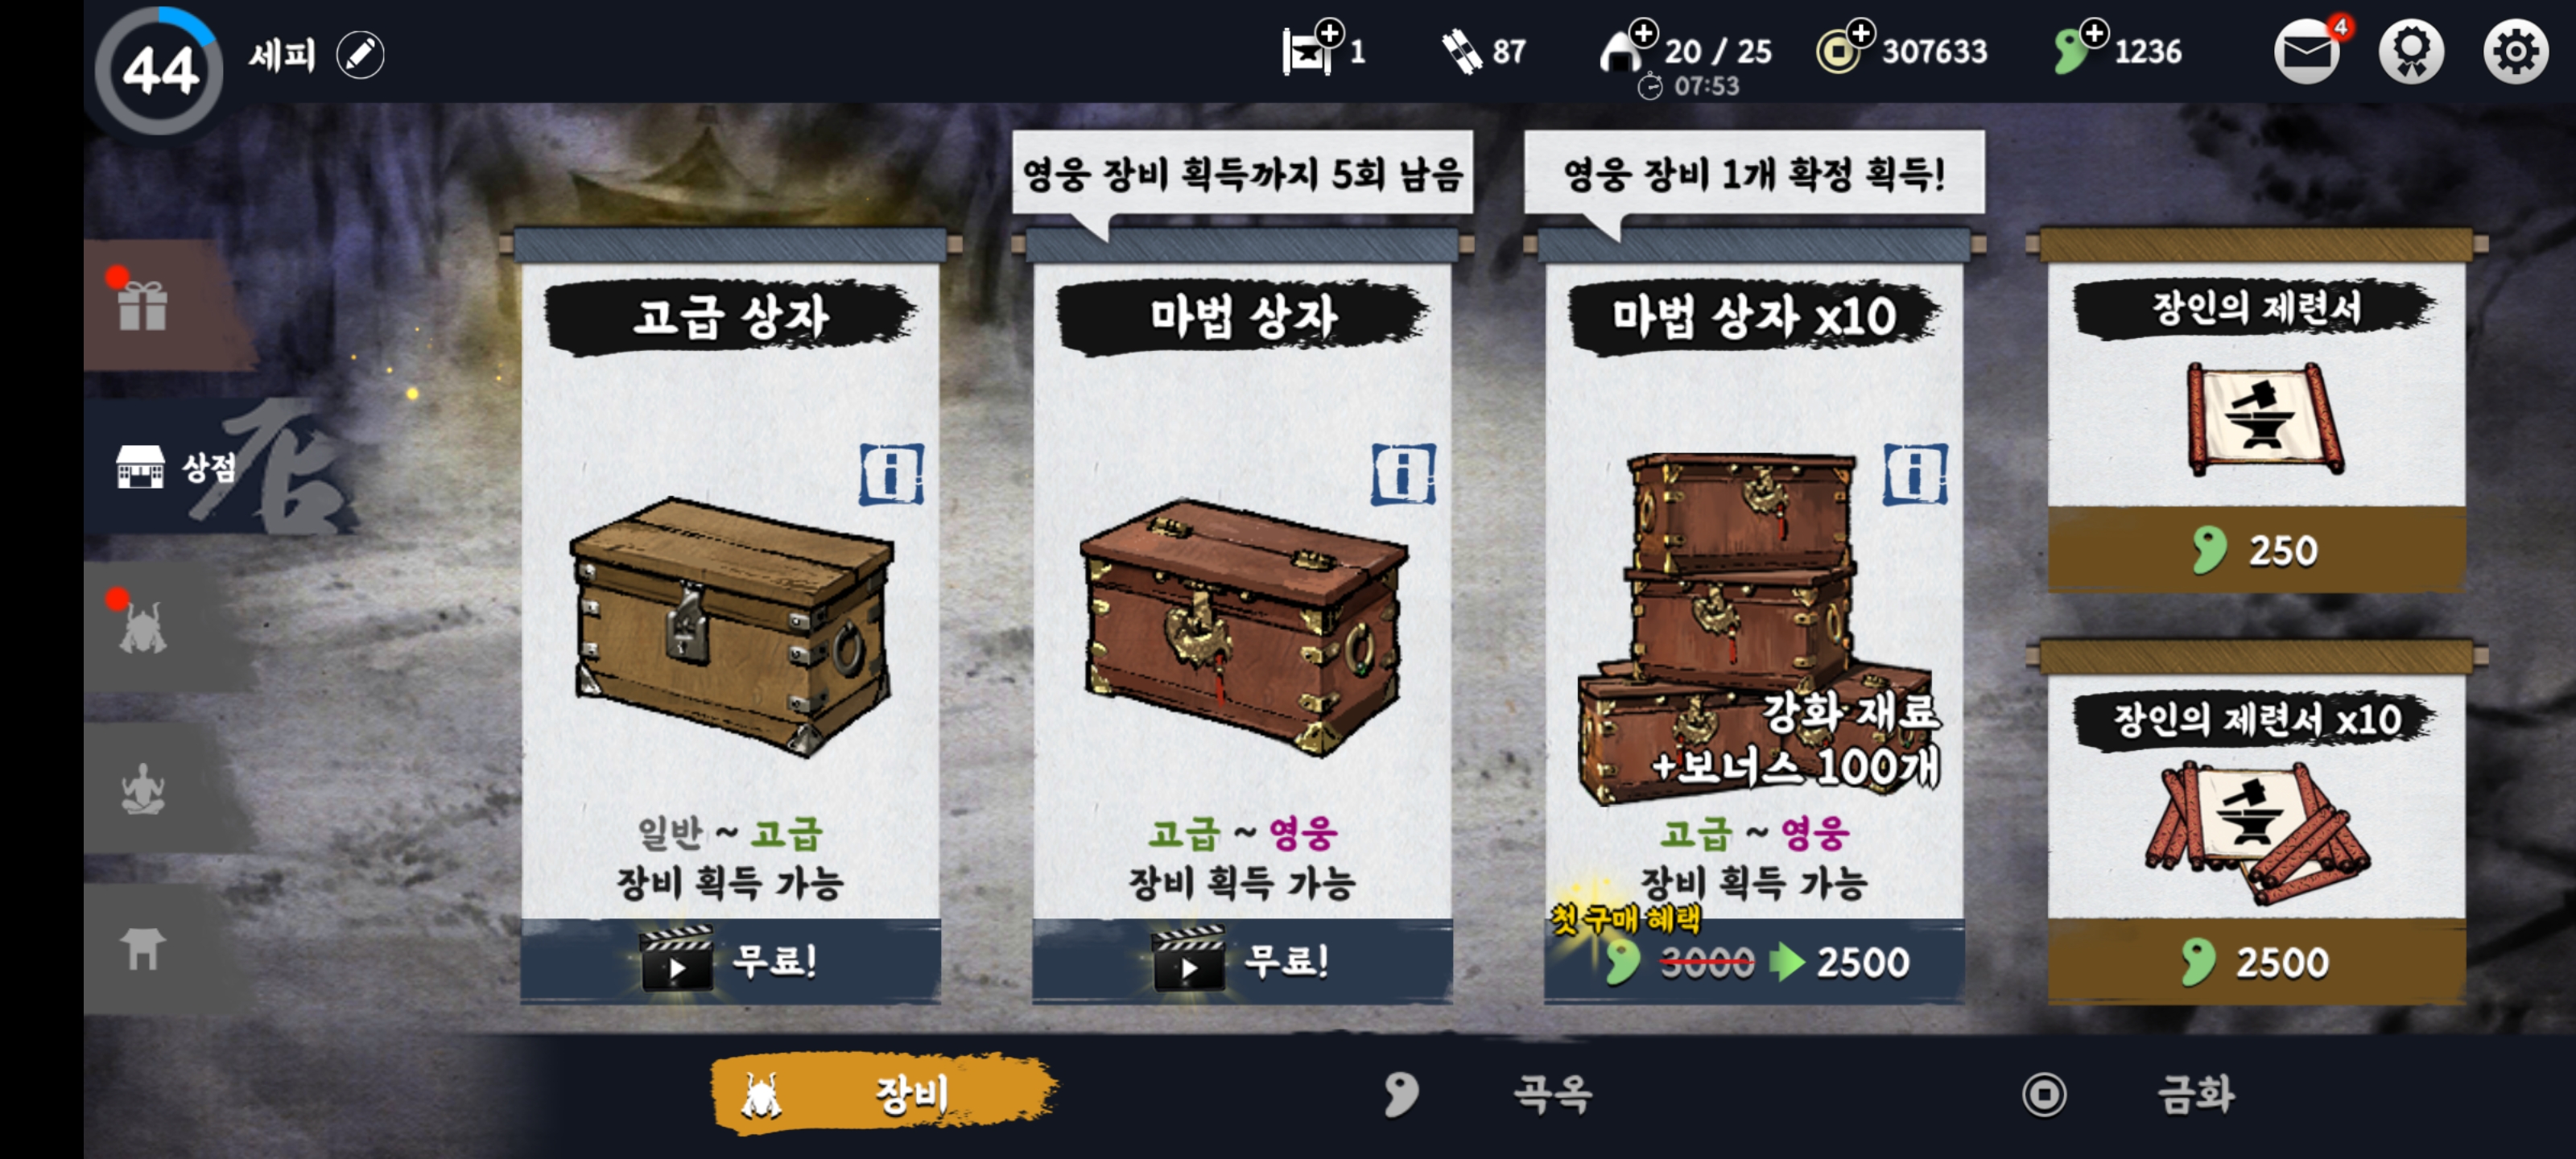 44
세피
1
87
20 / 25
07:53
307633
1236
4
영웅 장비 획득까지 5회 남음
영웅 장비 1개 확정 획득!
店
상점
고급 상자
일반 ~ 고급
장비 획득 가능
무료!
마법 상자
고급 ~ 영웅
장비 획득 가능
무료!
마법 상자 x10
강화 재료
+보너스 100개
고급 ~ 영웅
장비 획득 가능
첫 구매 혜택
3000 2500
장인의 제련서
250
장인의 제련서 x10
2500
장비
곡옥
금화